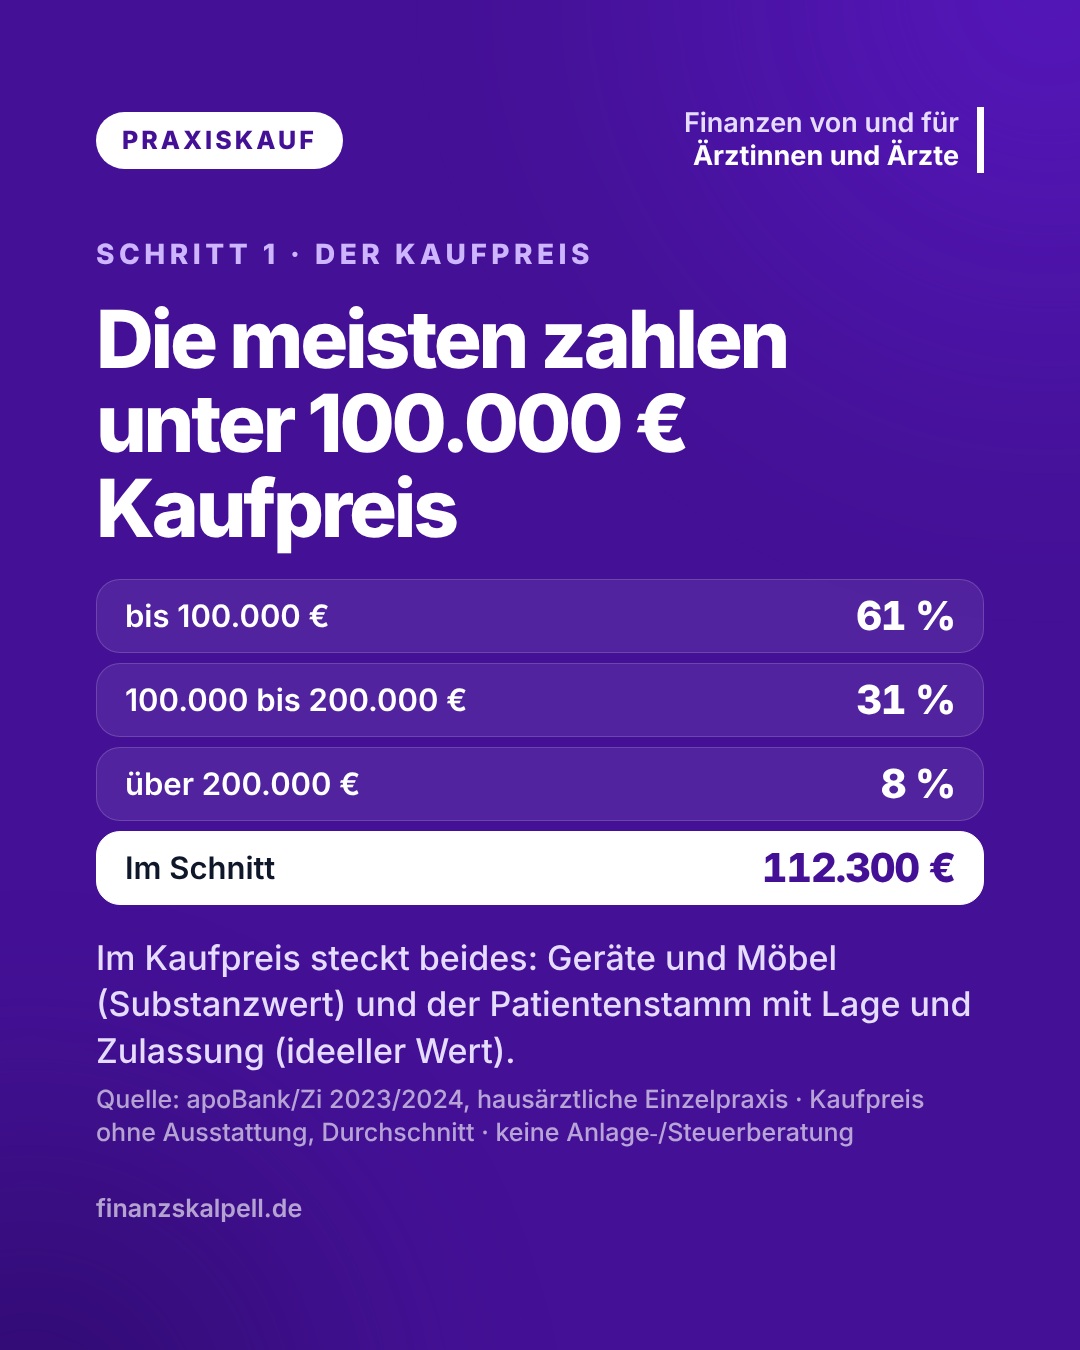 PRAXISKAUF
Finanzen von und für
Ärztinnen und Ärzte
SCHRITT 1 · DER KAUFPREIS
Die meisten zahlen
unter 100.000 €
Kaufpreis
bis 100.000 € 61 %
100.000 bis 200.000 € 31 %
über 200.000 € 8 %
Im Schnitt 112.300 €
Im Kaufpreis steckt beides: Geräte und Möbel
(Substanzwert) und der Patientenstamm mit Lage und
Zulassung (ideeller Wert).
Quelle: apoBank/Zi 2023/2024, hausärztliche Einzelpraxis · Kaufpreis
ohne Ausstattung, Durchschnitt · keine Anlage-/Steuerberatung
finanzskalpell.de